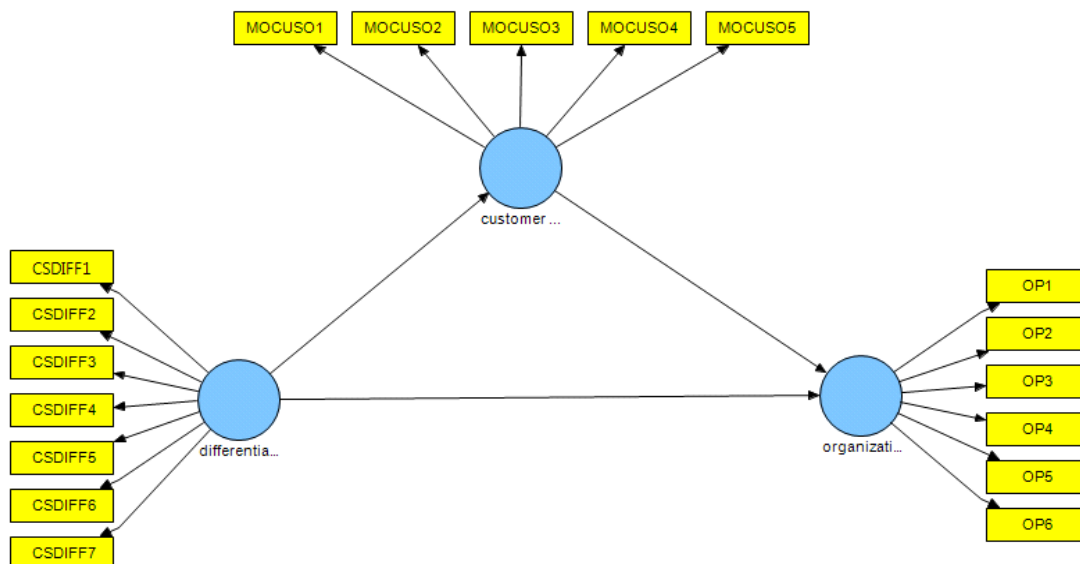 MOCUSO1
MOCUSO2
MOCUSO3
MOCUSO4
MOCUSO5
customer ...
CSDIFF1
CSDIFF2
CSDIFF3
CSDIFF4
CSDIFF5
CSDIFF6
CSDIFF7
differentia...
organizati...
OP1
OP2
OP3
OP4
OP5
OP6